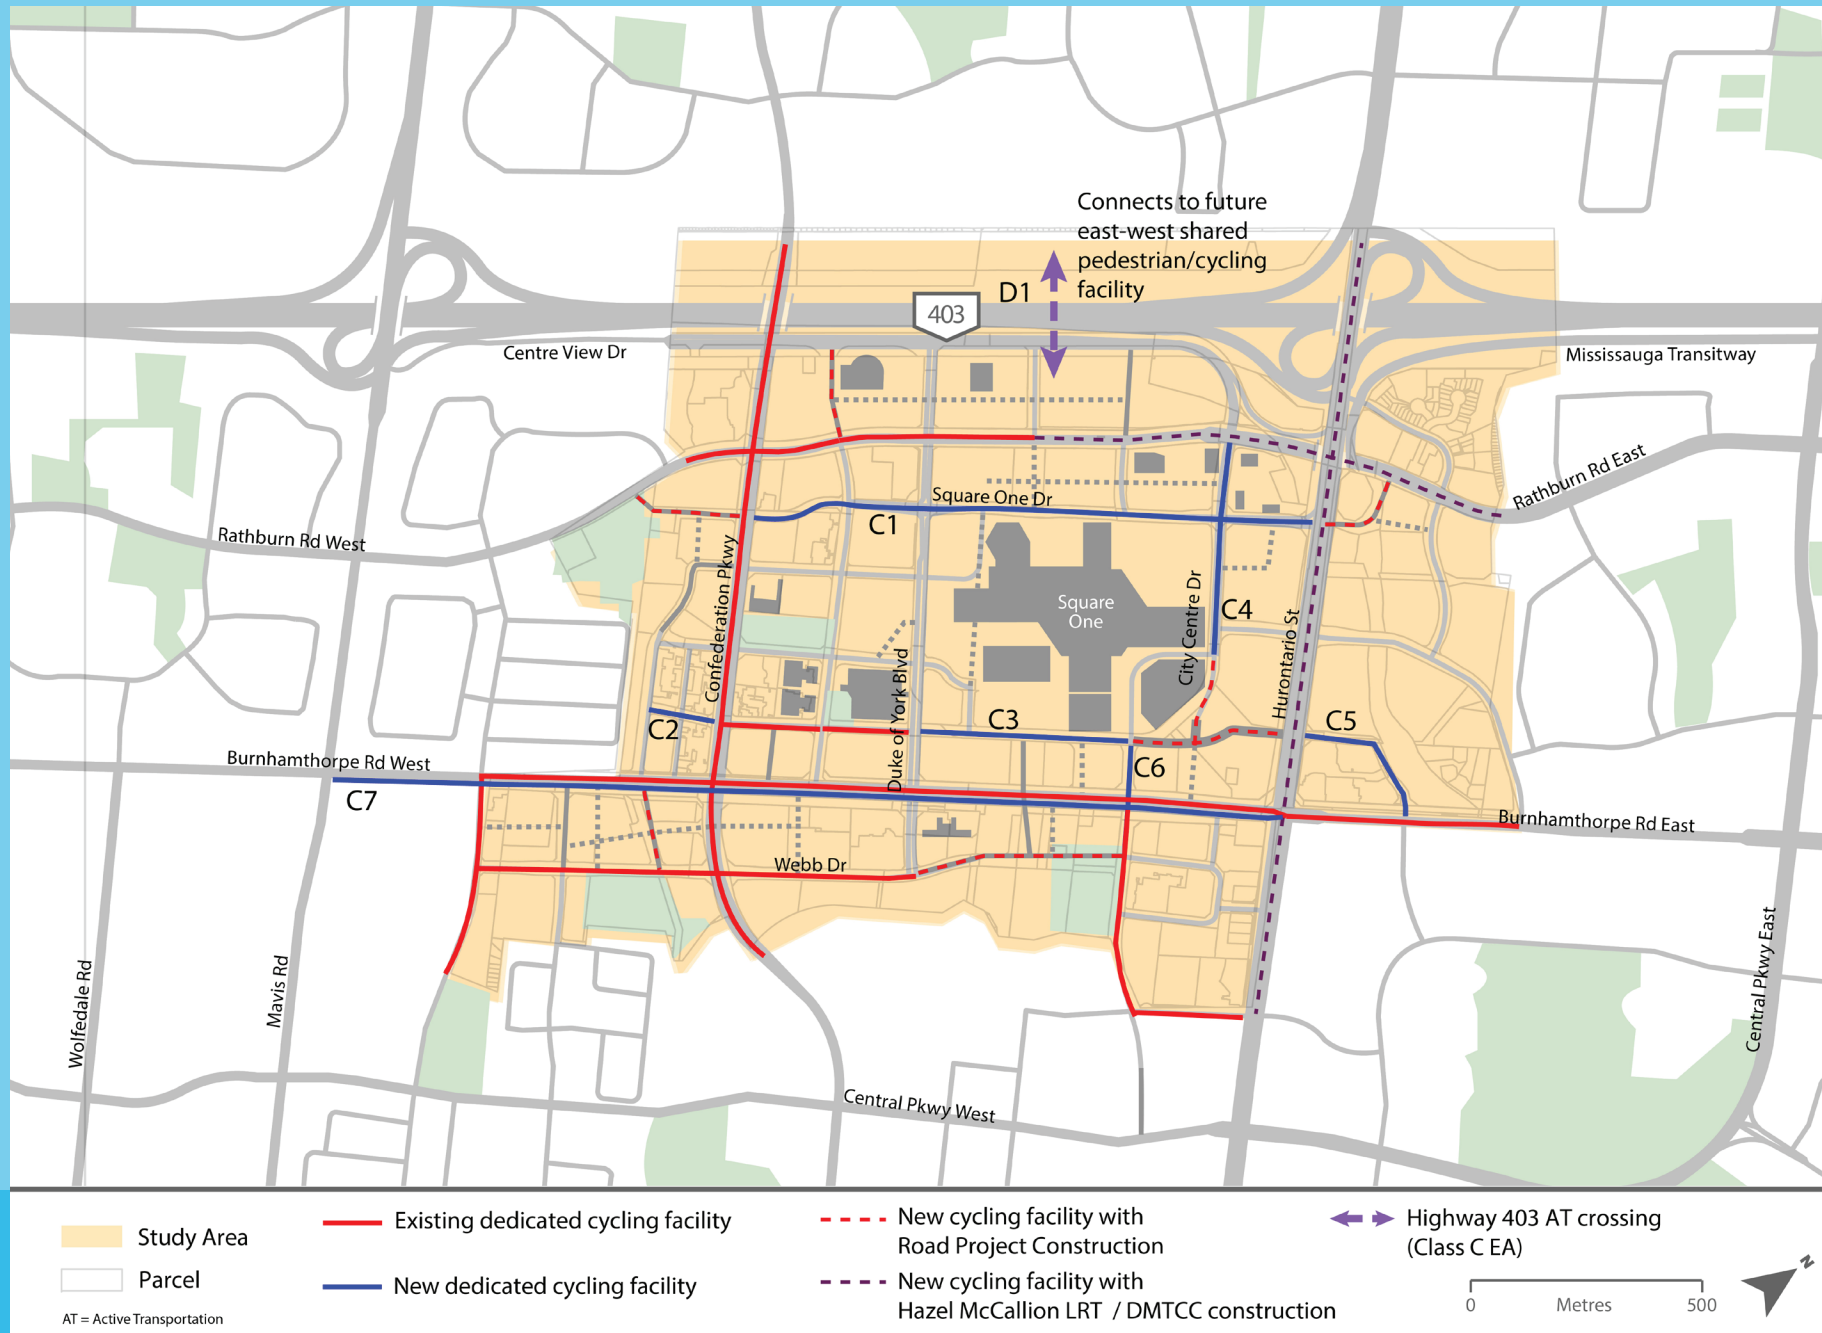 Connects to future
east-west shared
pedestrian/cycling
facility
D1
403
Centre View Dr
Mississauga Transitway
Rathburn Rd East
Square One Dr
C1
Rathburn Rd West
Confederation Pkwy
Square
One
City Centre Dr
C4
Hurontario St
Duke of York Blvd
C2
C3
C5
Burnhamthorpe Rd West
C6
C7
Burnhamthorpe Rd East
Webb Dr
Wolfedale Rd
Mavis Rd
Central Pkwy East
Central Pkwy West
Study Area
Parcel
AT = Active Transportation
Existing dedicated cycling facility
New dedicated cycling facility
New cycling facility with
Road Project Construction
New cycling facility with
Hazel McCallion LRT / DMTCC construction
Highway 403 AT crossing
(Class C EA)
0 Metres 500
N